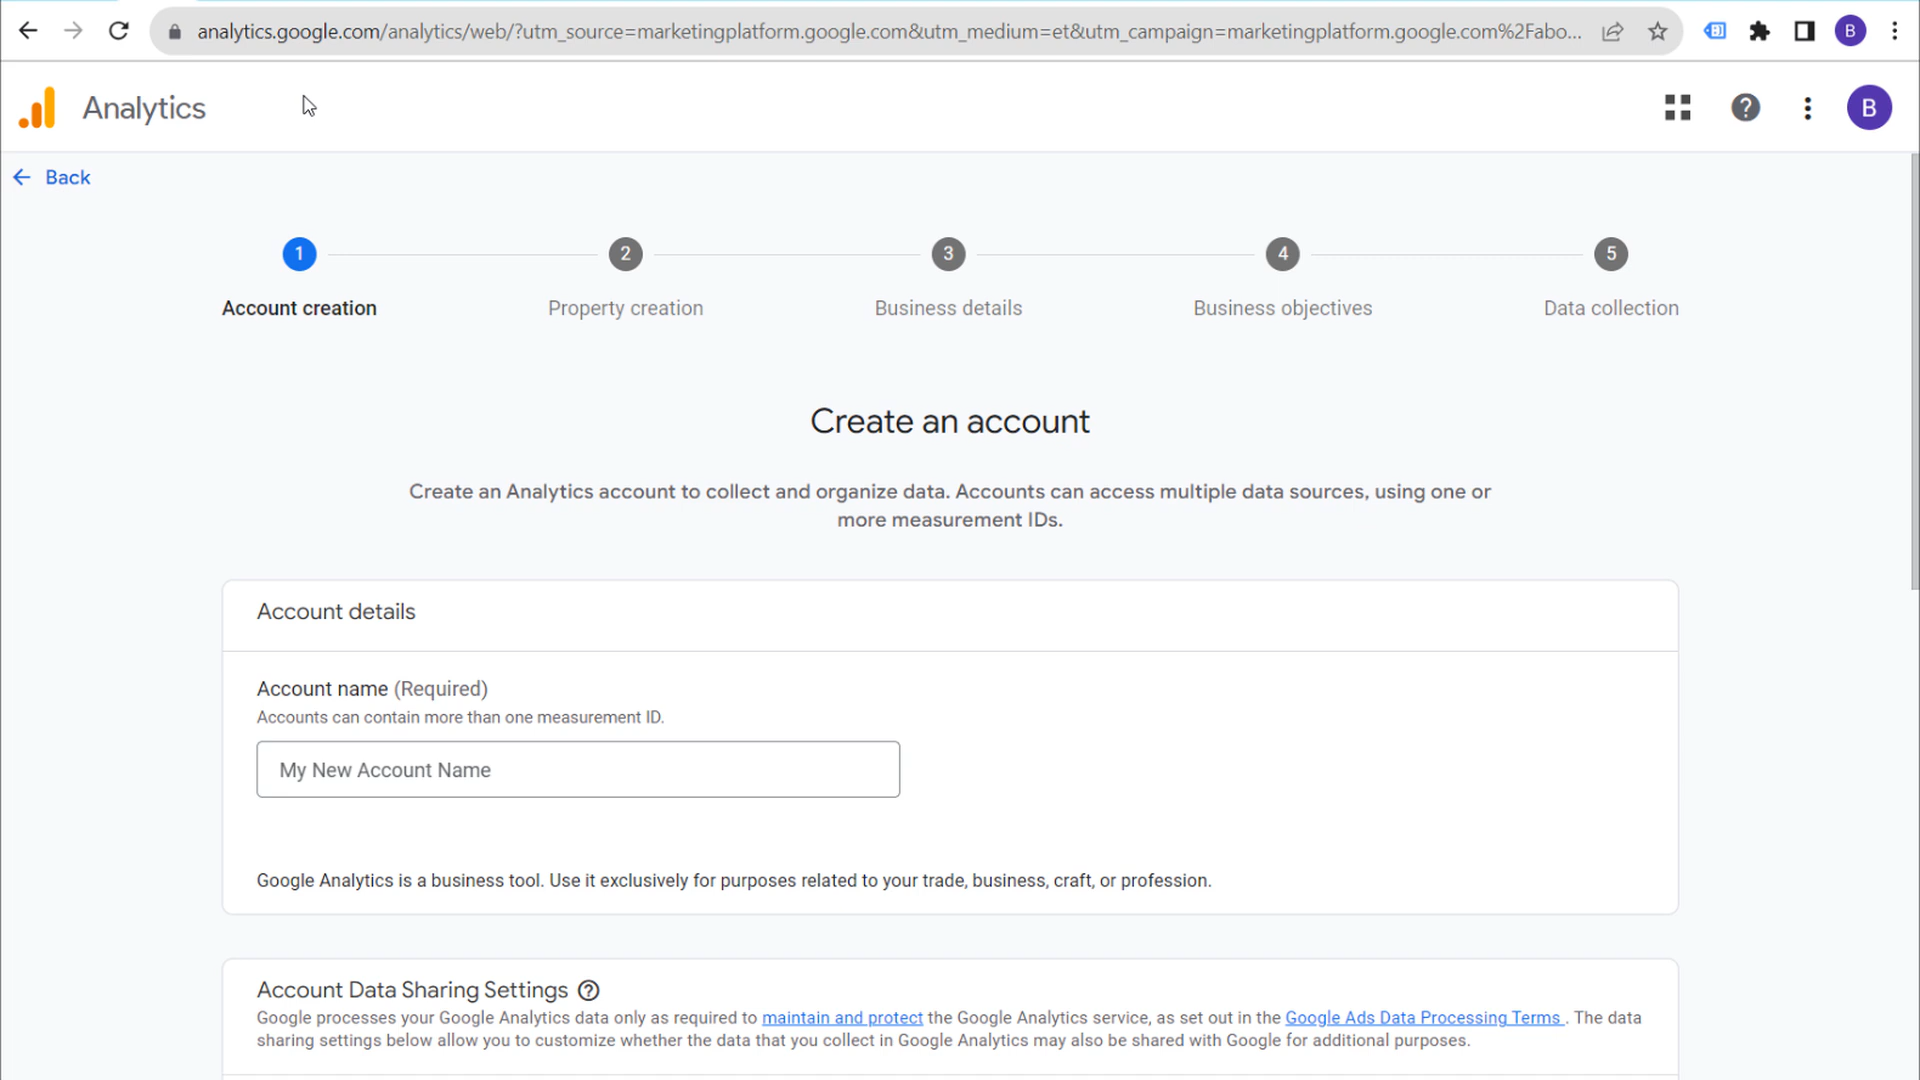 analytics.google.com/analytics/web/?utm_source=marketingplatform.google.com&utm_medium=et&utm_campaign=marketingplatform.google.com%2Fabo...
B
Analytics
B
Back
1 2 3 4 5
Account creation Property creation Business details Business objectives Data collection
Create an account
Create an Analytics account to collect and organize data. Accounts can access multiple data sources, using one or
more measurement IDs.
Account details
Account name (Required)
Accounts can contain more than one measurement ID.
My New Account Name
Google Analytics is a business tool. Use it exclusively for purposes related to your trade, business, craft, or profession.
Account Data Sharing Settings
Google processes your Google Analytics data only as required to maintain and protect the Google Analytics service, as set out in the Google Ads Data Processing Terms . The data
sharing settings below allow you to customize whether the data that you collect in Google Analytics may also be shared with Google for additional purposes.